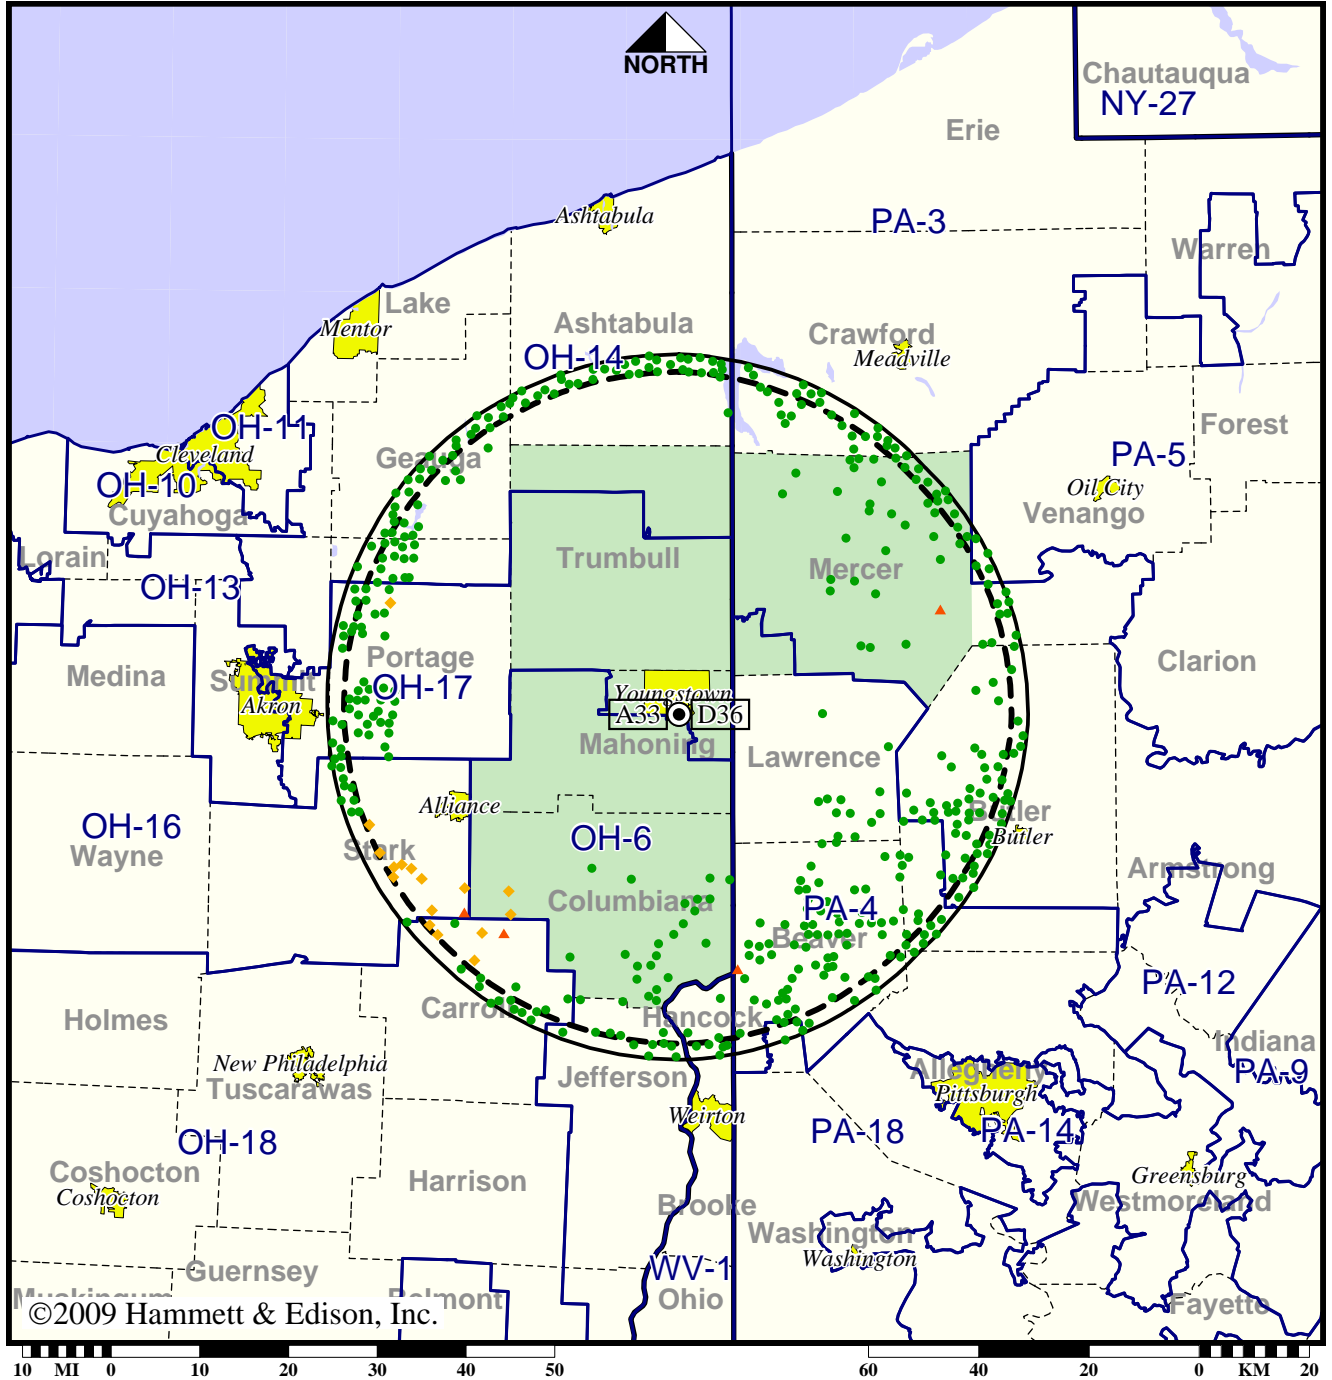 NORTH
Chautauqua
NY-27
Erie
Ashtabula
PA-3
Warren
Lake
Mentor
Ashtabula
OH-14
Crawford
Meadville
OH-11
Cleveland
Geauga
Forest
PA-5
OH-10
Cuyahoga
Oil City
Venango
Lorain
Trumbull
Mercer
OH-13
Medina
Summit
Akron
Portage
OH-17
Clarion
Youngstown
A33
D36
Mahoning
Lawrence
Alliance
Butler
Butler
OH-16
Wayne
Stark
OH-6
Armstrong
Columbiana
PA-4
Beaver
PA-12
Holmes
Carroll
Hancock
Indiana
New Philadelphia
Tuscarawas
Jefferson
Allegheny
Pittsburgh
PA-9
Weirton
PA-18
PA-14
OH-18
Coshocton
Coshocton
Harrison
Greensburg
Westmoreland
Brooke
Washington
Washington
Guernsey
WV-1
Ohio
Muskingum
Belmont
Fayette
©2009 Hammett & Edison, Inc.
10 MI 0 10 20 30 40 50
60 40 20 0 KM 20